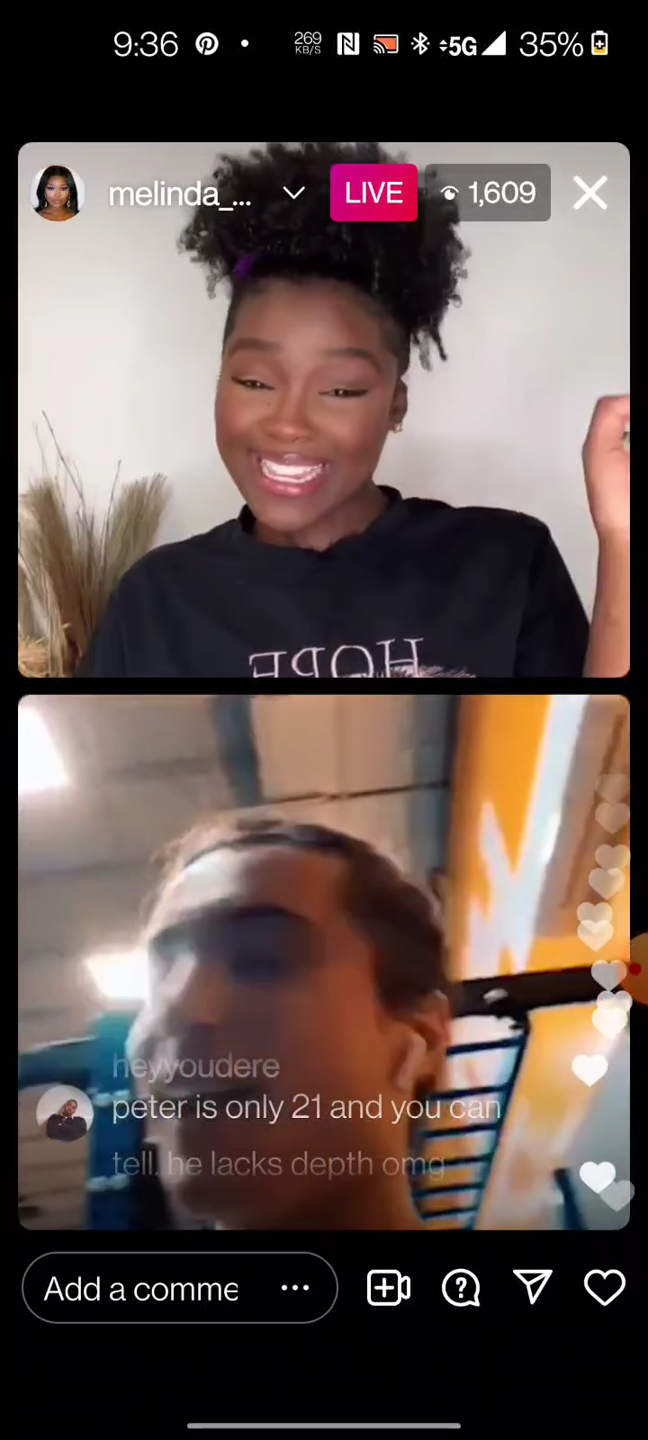 9:36
269
KB/S
5G
35%
melinda_...
LIVE
1,609
HOPE
heyyoudere
peter is only 21 and you can
tell. he lacks depth omg
Add a comme